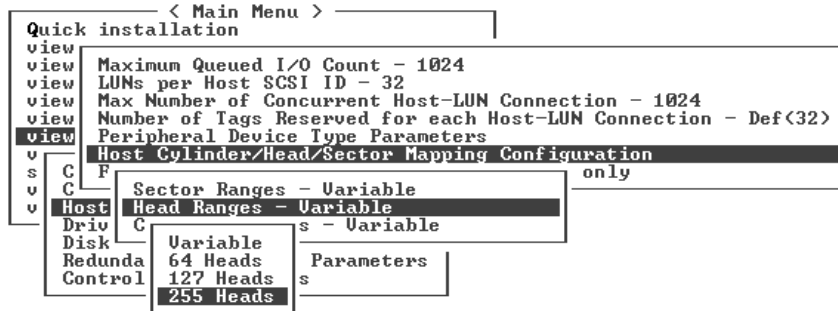 < Main Menu >
Quick installation
view
view Maximum Queued I/O Count - 1024
view LUNs per Host SCSI ID - 32
view Max Number of Concurrent Host-LUN Connection - 1024
view Number of Tags Reserved for each Host-LUN Connection - Def(32)
view Peripheral Device Type Parameters
v Host Cylinder/Head/Sector Mapping Configuration
s C F only
v C Sector Ranges - Variable
v Host Head Ranges - Variable
Driv C s - Variable
Disk Variable
Redunda 64 Heads Parameters
Control 127 Heads s
255 Heads